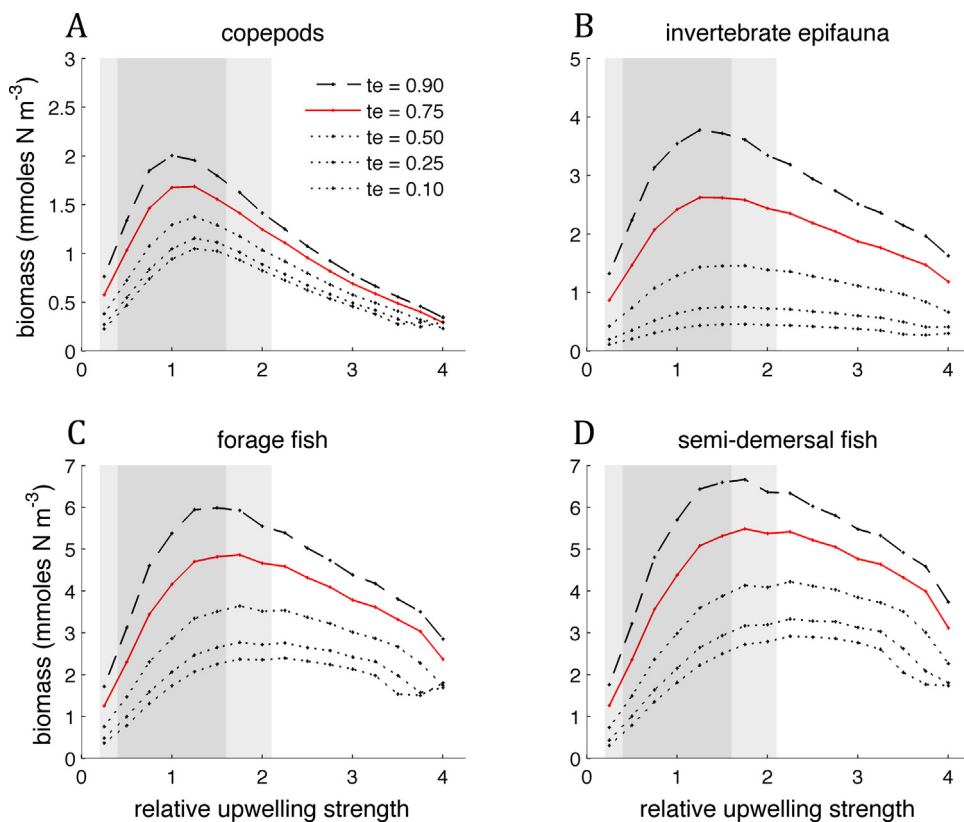 A
copepods
3
2.5
2
1.5
1
0.5
0
0 1 2 3 4
biomass (mmoles N m-3)
te = 0.90
te = 0.75
te = 0.50
te = 0.25
te = 0.10
B
invertebrate epifauna
5
4
3
2
1
0
0 1 2 3 4
C
forage fish
7
6
5
4
3
2
1
0
0 1 2 3 4
biomass (mmoles N m-3)
relative upwelling strength
D
semi-demersal fish
7
6
5
4
3
2
1
0
0 1 2 3 4
relative upwelling strength